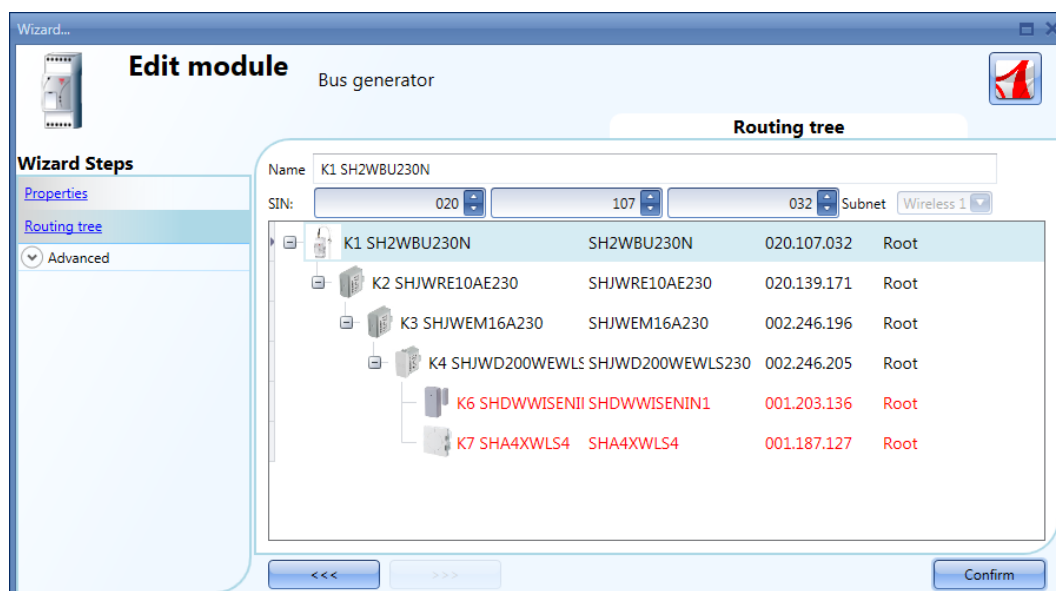 Wizard...
Edit module
Bus generator
Routing tree
Wizard Steps
Properties
Routing tree
Advanced
Name K1 SH2WBU230N
SIN: 020 107 032 Subnet Wireless 1
K1 SH2WBU230N SH2WBU230N 020.107.032 Root
K2 SHJWRE10AE230 SHJWRE10AE230 020.139.171 Root
K3 SHJWEM16A230 SHJWEM16A230 002.246.196 Root
K4 SHJWD200WEWLS SHJWD200WEWLS230 002.246.205 Root
K6 SHDWWISENII SHDWWISENIN1 001.203.136 Root
K7 SHA4XWLS4 SHA4XWLS4 001.187.127 Root
<<< >>> Confirm